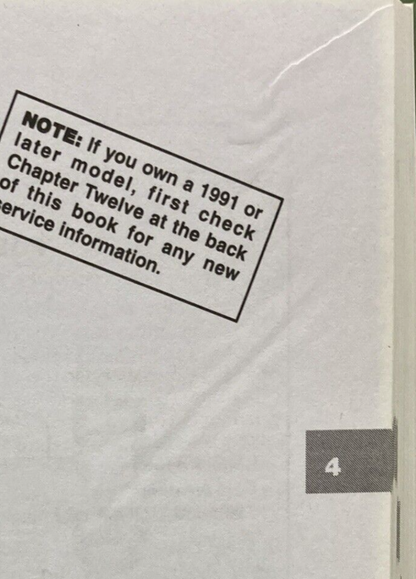 NOTE: If you own a 1991 or
later model, first check
Chapter Twelve at the back
of this book for any new
service information.
4